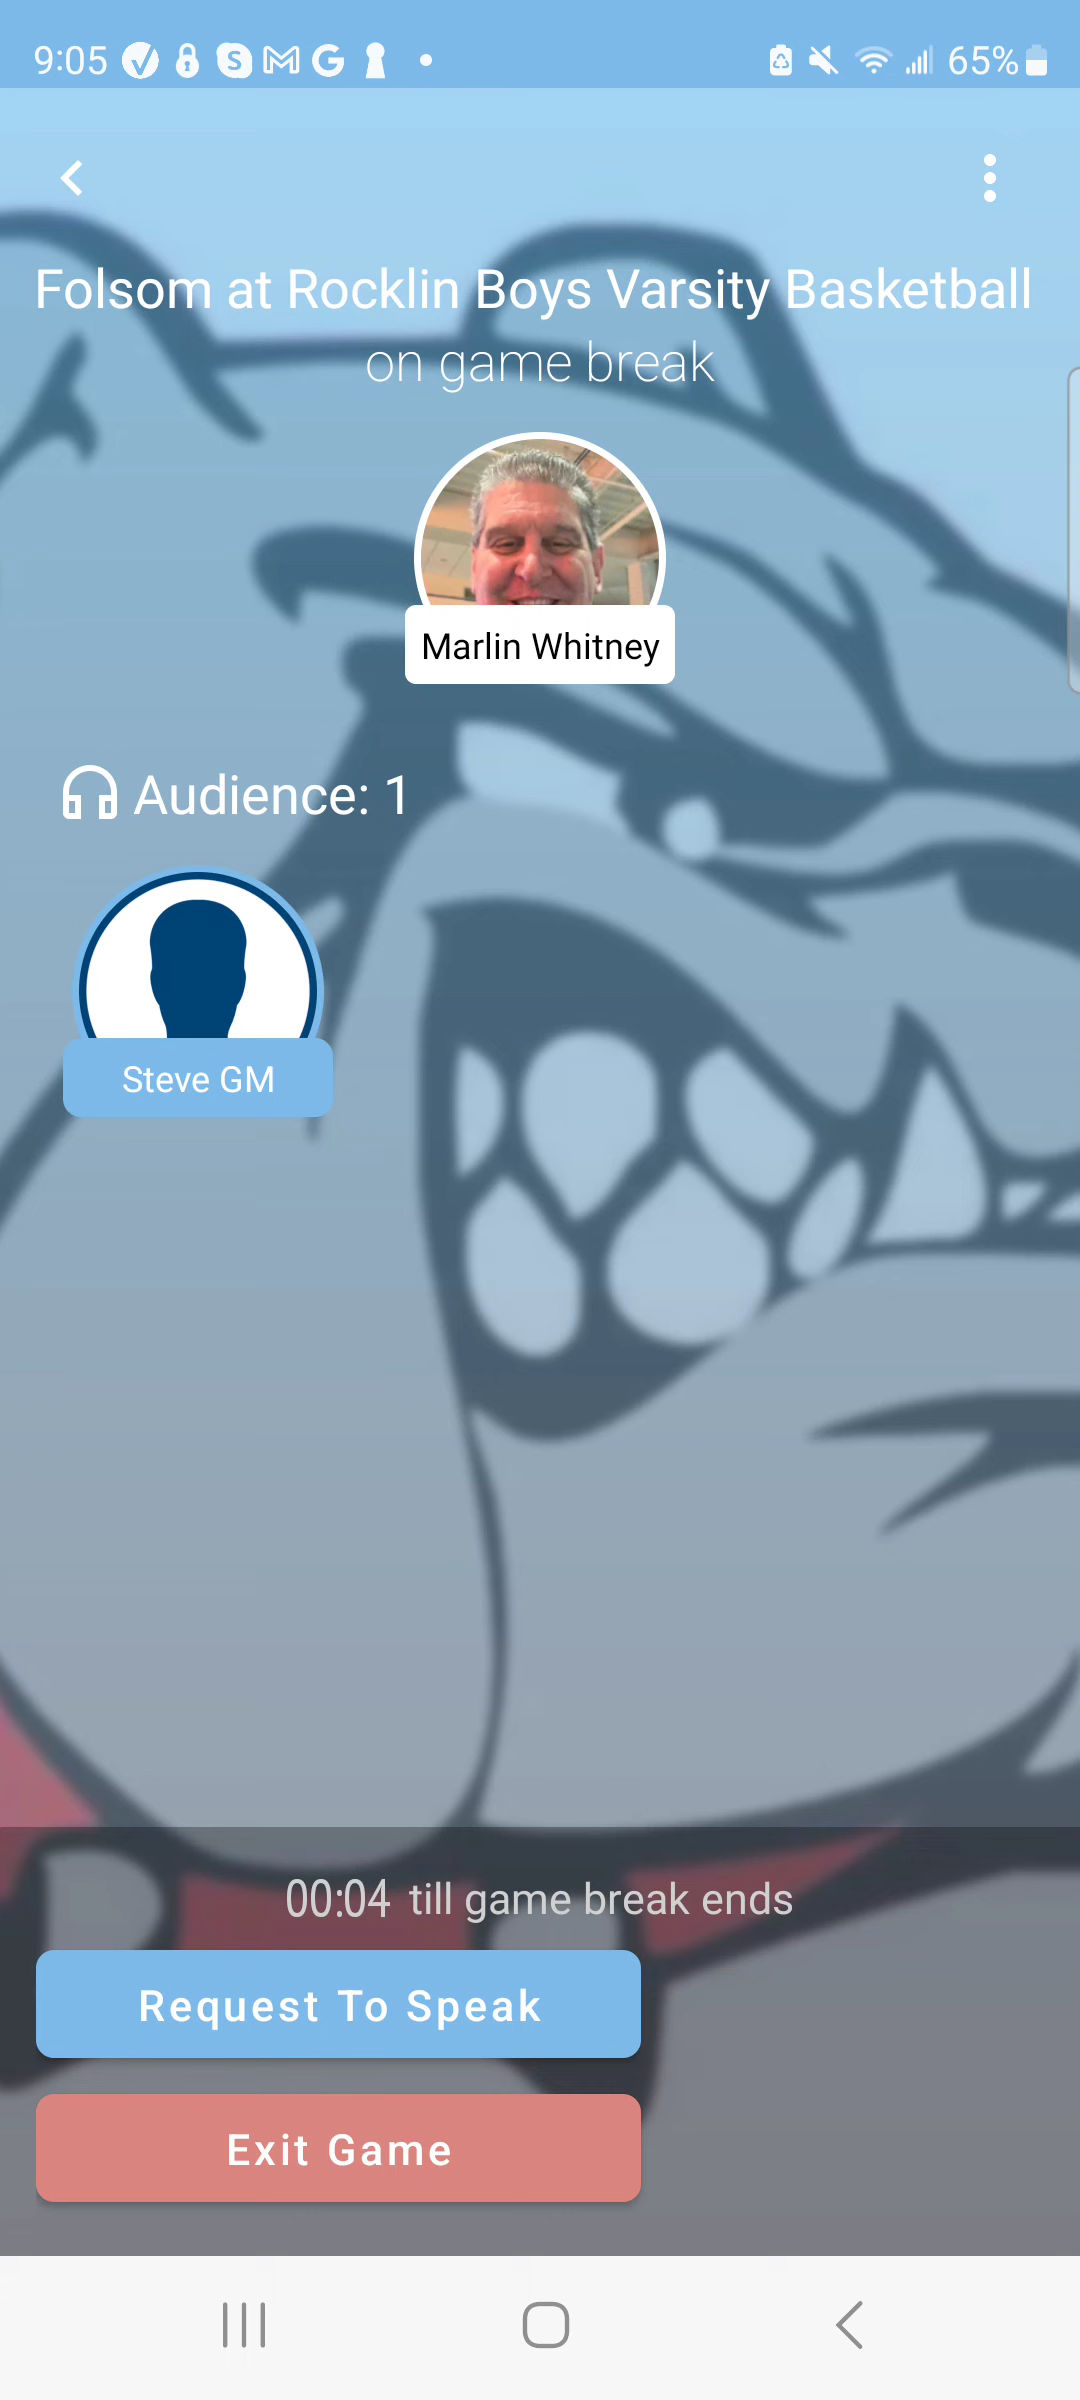 9:05
65%
Folsom at Rocklin Boys Varsity Basketball
on game break
Marlin Whitney
Audience: 1
Steve GM
00:04 till game break ends
Request To Speak
Exit Game